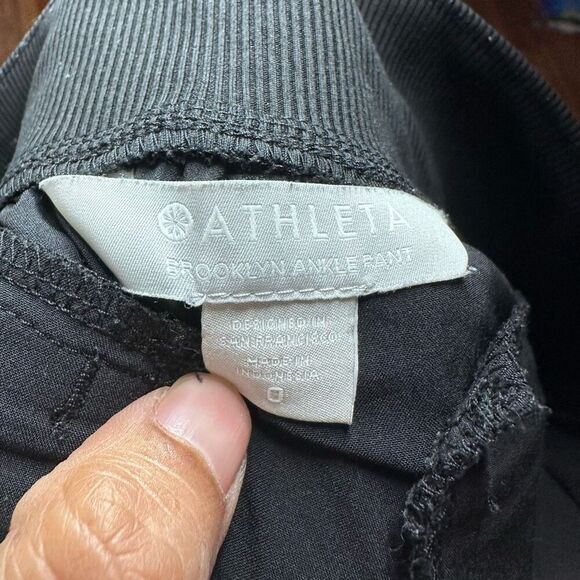 ATHLETA
BROOKLYN ANKLE PANT
DESIGNED IN
SAN FRANCISCO
MADE IN
INDONESIA
0